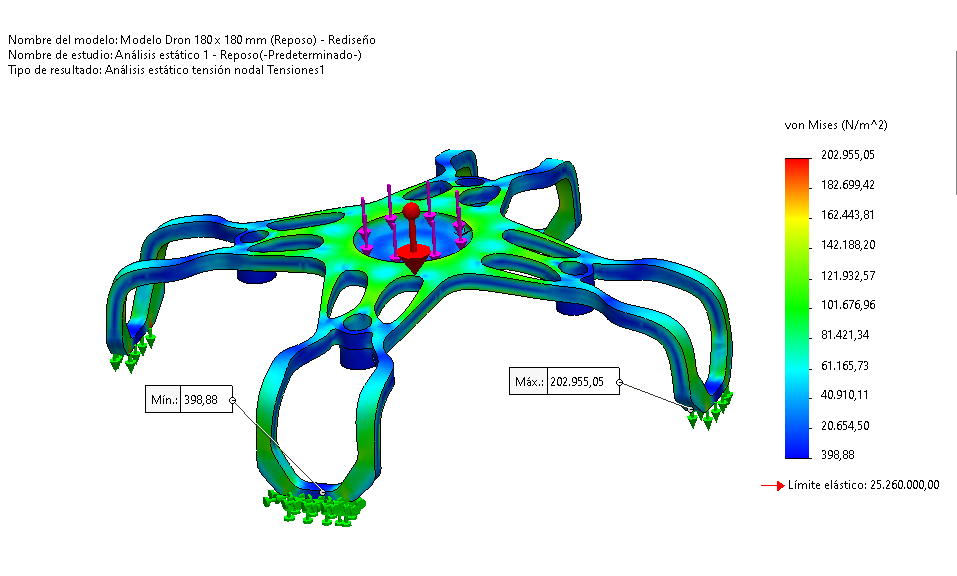 Nombre del modelo: Modelo Dron 180 x 180 mm (Reposo) - Rediseño
Nombre de estudio: Análisis estático 1 - Reposo(-Predeterminado-)
Tipo de resultado: Análisis estático tensión nodal Tensiones1
von Mises (N/m^2)
202.955,05
182.699,42
162.443,81
142.188,20
121.932,57
101.676,96
81.421,34
61.165,73
40.910,11
20.654,50
398,88
Límite elástico: 25.260.000,00
Máx.: 202.955,05
Mín.: 398,88